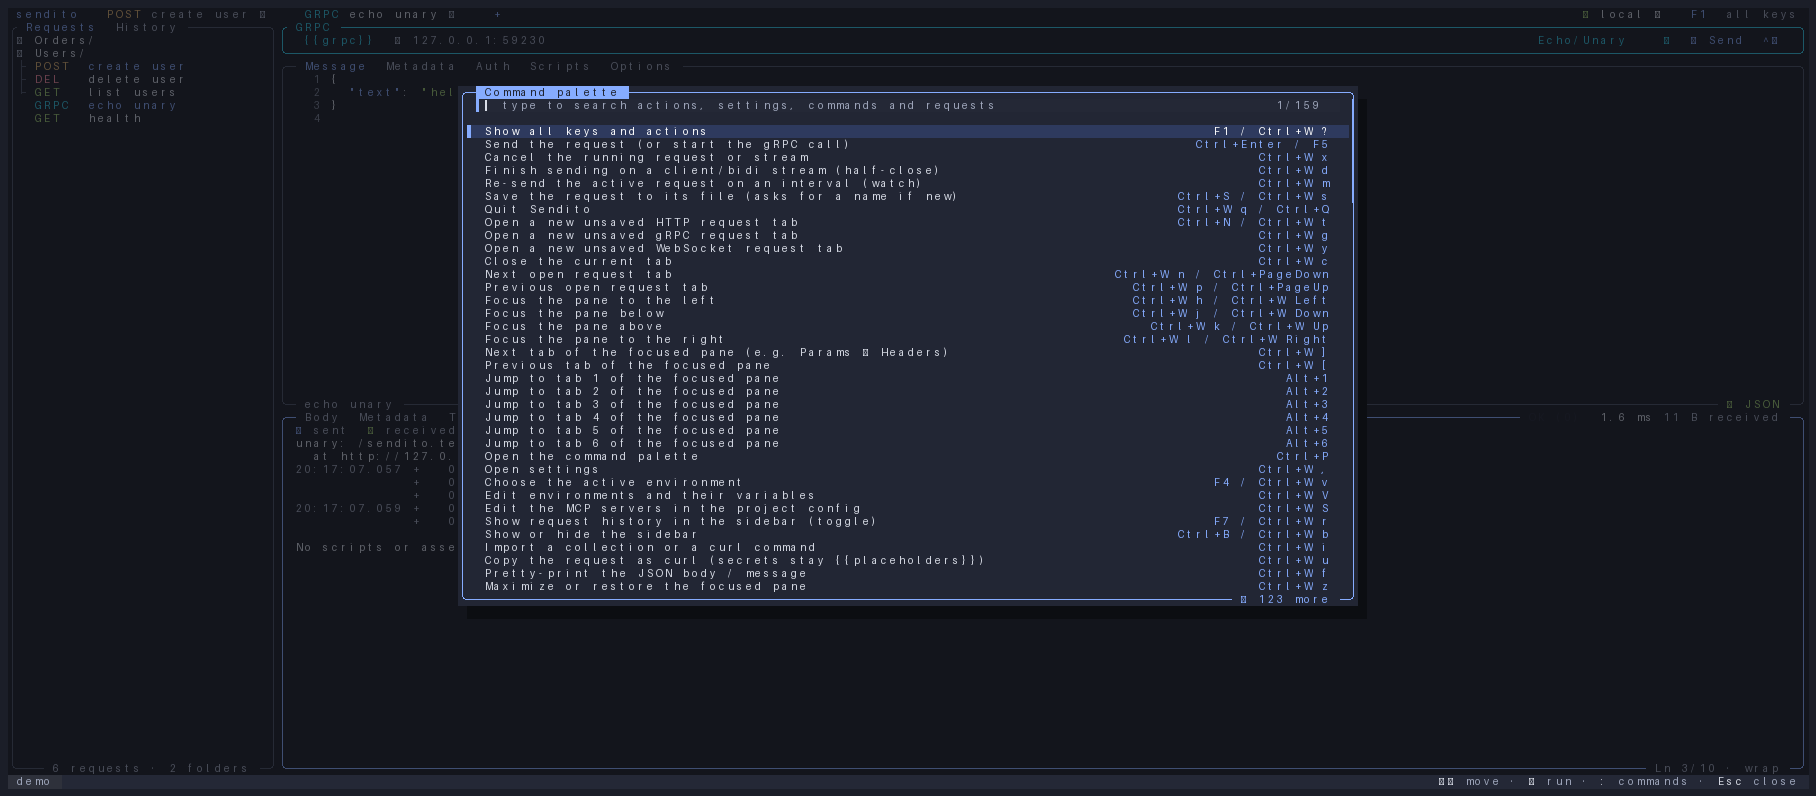 sendito POST create user GRPC echo unary + local F1 all keys
Requests History
Orders/
Users/
POST create user
DEL delete user
GET list users
GRPC echo unary
GET health
6 requests · 2 folders
GRPC
{{grpc}} 127.0.0.1:59230 Echo/Unary Send
Message Metadata Auth Scripts Options
1 {
2 "text": "hel
3 }
4
echo unary JSON
Command palette
type to search actions, settings, commands and requests 1/159
Show all keys and actions F1 / Ctrl+W ?
Send the request (or start the gRPC call) Ctrl+Enter / F5
Cancel the running request or stream Ctrl+W x
Finish sending on a client/bidi stream (half-close) Ctrl+W d
Re-send the active request on an interval (watch) Ctrl+W m
Save the request to its file (asks for a name if new) Ctrl+S / Ctrl+W s
Quit Sendito Ctrl+W q / Ctrl+Q
Open a new unsaved HTTP request tab Ctrl+N / Ctrl+W t
Open a new unsaved gRPC request tab Ctrl+W g
Open a new unsaved WebSocket request tab Ctrl+W y
Close the current tab Ctrl+W c
Next open request tab Ctrl+W n / Ctrl+PageDown
Previous open request tab Ctrl+W p / Ctrl+PageUp
Focus the pane to the left Ctrl+W h / Ctrl+W Left
Focus the pane below Ctrl+W j / Ctrl+W Down
Focus the pane above Ctrl+W k / Ctrl+W Up
Focus the pane to the right Ctrl+W l / Ctrl+W Right
Next tab of the focused pane (e.g. Params Headers) Ctrl+W ]
Previous tab of the focused pane Ctrl+W [
Jump to tab 1 of the focused pane Alt+1
Jump to tab 2 of the focused pane Alt+2
Jump to tab 3 of the focused pane Alt+3
Jump to tab 4 of the focused pane Alt+4
Jump to tab 5 of the focused pane Alt+5
Jump to tab 6 of the focused pane Alt+6
Open the command palette Ctrl+P
Open settings Ctrl+W ,
Choose the active environment F4 / Ctrl+W v
Edit environments and their variables Ctrl+W V
Edit the MCP servers in the project config Ctrl+W S
Show request history in the sidebar (toggle) F7 / Ctrl+W r
Show or hide the sidebar Ctrl+B / Ctrl+W b
Import a collection or a curl command Ctrl+W i
Copy the request as curl (secrets stay {{placeholders}}) Ctrl+W u
Pretty-print the JSON body / message Ctrl+W f
Maximize or restore the focused pane Ctrl+W z
123 more
Body Metadata T 1.6 ms 11 B received
sent received
unary: /sendito.te
at http://127.0.
20:17:07.057 + 0
+ 0
+ 0
20:17:07.059 + 0
+ 0
No scripts or asse
Ln 3/10 · wrap
demo move · run · : commands · Esc close